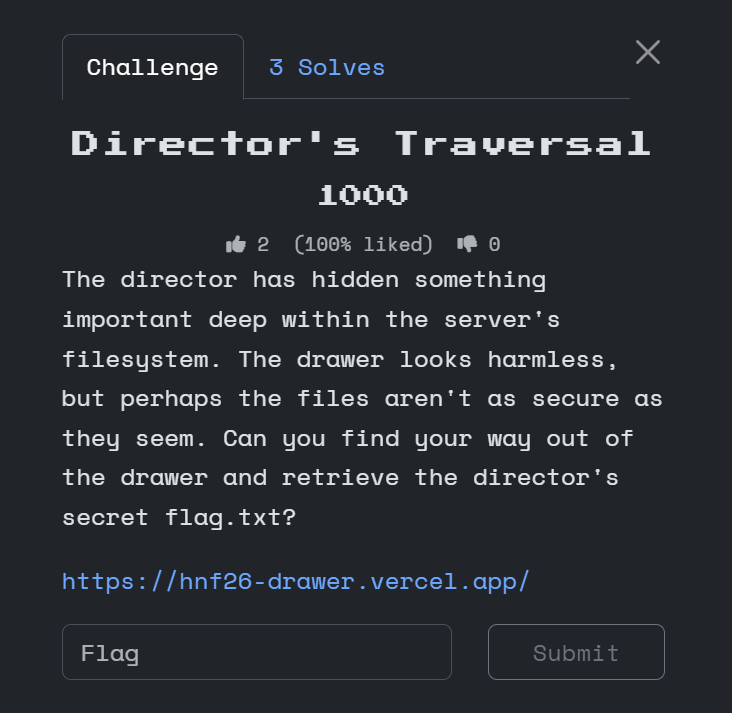 Challenge
3 Solves
Director's Traversal
1000
2 (100% liked) 0
The director has hidden something
important deep within the server's
filesystem. The drawer looks harmless,
but perhaps the files aren't as secure as
they seem. Can you find your way out of
the drawer and retrieve the director's
secret flag.txt?
https://hnf26-drawer.vercel.app/
Flag
Submit